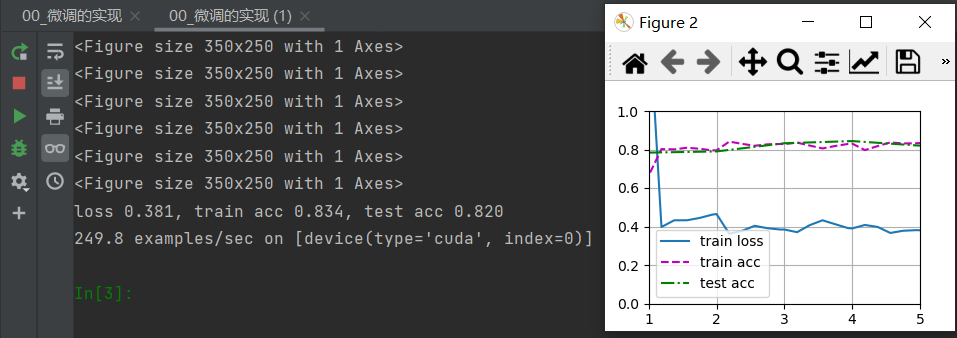 00_微调的实现
00_微调的实现 (1)
<Figure size 350x250 with 1 Axes>
<Figure size 350x250 with 1 Axes>
<Figure size 350x250 with 1 Axes>
<Figure size 350x250 with 1 Axes>
<Figure size 350x250 with 1 Axes>
<Figure size 350x250 with 1 Axes>
loss 0.381, train acc 0.834, test acc 0.820
249.8 examples/sec on [device(type='cuda', index=0)]
In[3]:
Figure 2
»
1.0
0.8
0.6
0.4
0.2
0.0
train loss
train acc
test acc
1 2 3 4 5